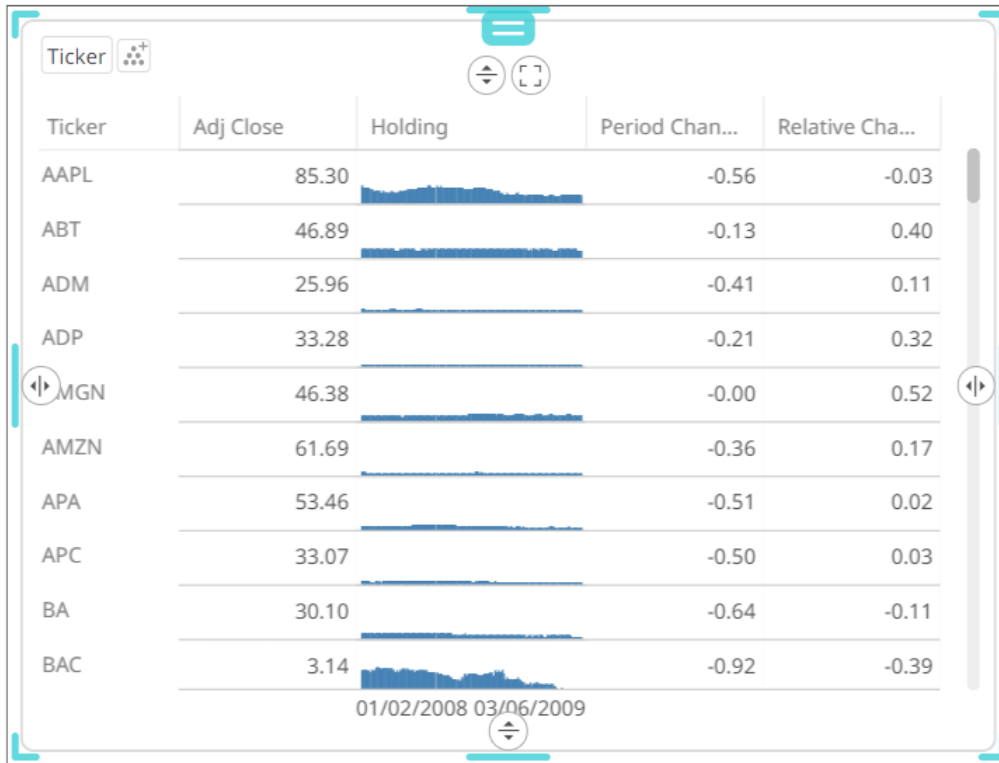 Ticker
Ticker Adj Close Holding Period Chan... Relative Cha...
AAPL 85.30 -0.56 -0.03
ABT 46.89 -0.13 0.40
ADM 25.96 -0.41 0.11
ADP 33.28 -0.21 0.32
MGN 46.38 -0.00 0.52
AMZN 61.69 -0.36 0.17
APA 53.46 -0.51 0.02
APC 33.07 -0.50 0.03
BA 30.10 -0.64 -0.11
BAC 3.14 -0.92 -0.39
01/02/2008 03/06/2009